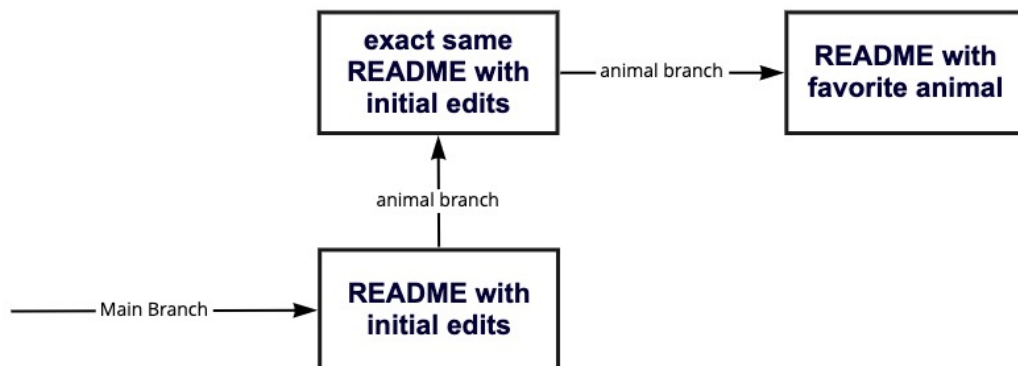 exact same
README with
initial edits
animal branch
README with
favorite animal
animal branch
Main Branch
README with
initial edits